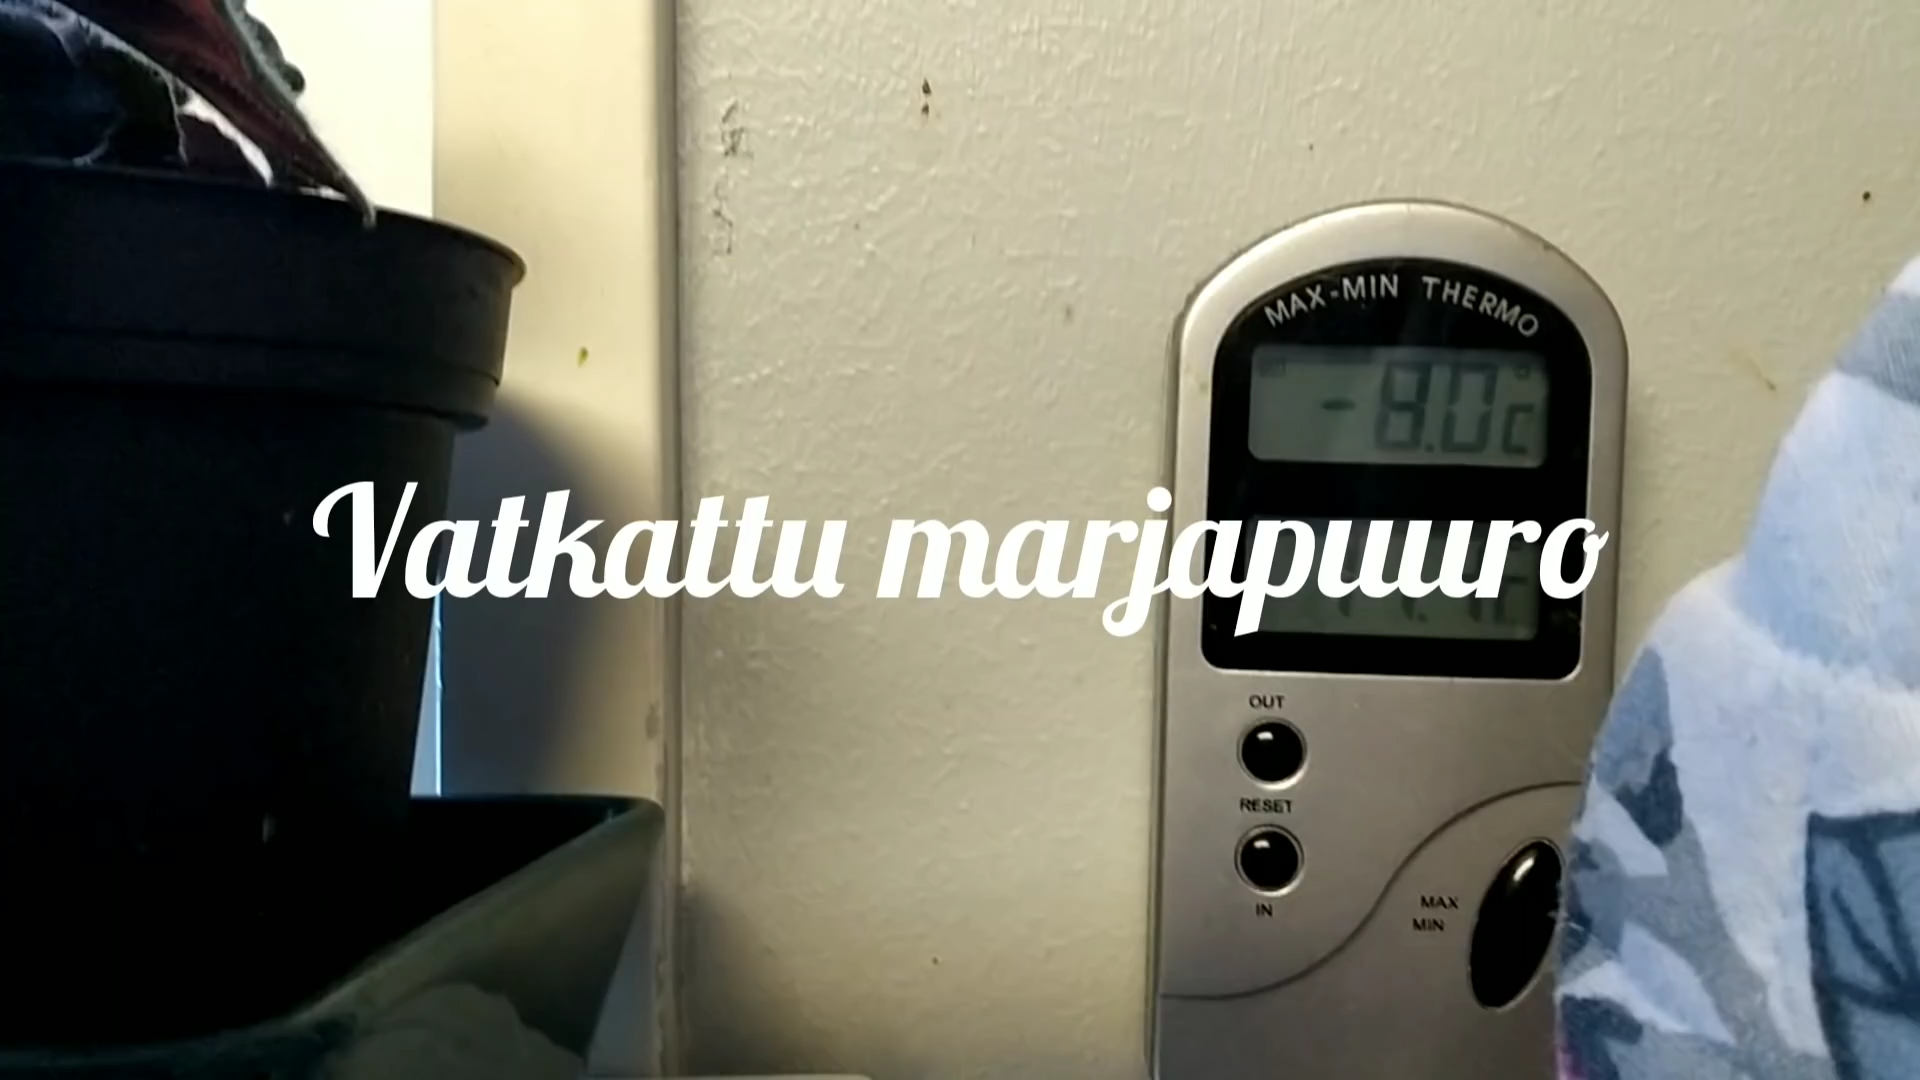 MAX-MIN THERMO
-8.0c
Vatkattu marjapuuro
OUT
RESET
IN
MAX
MIN